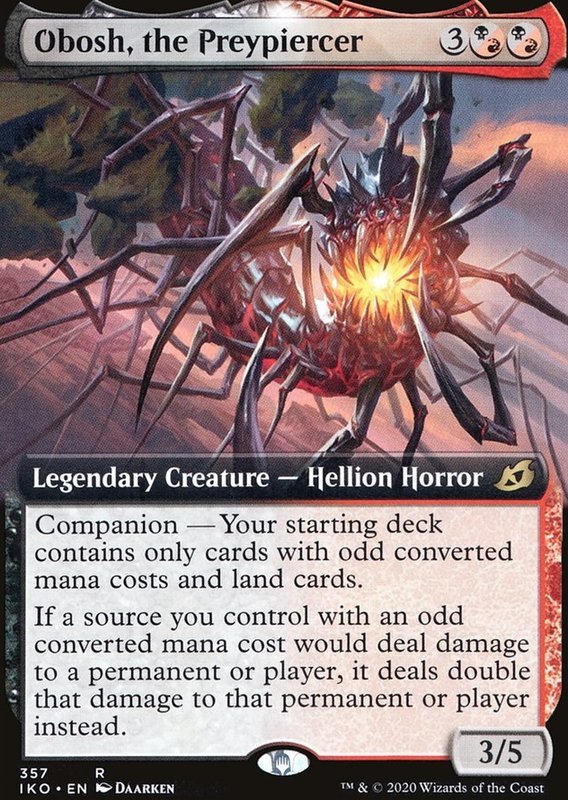 Obosh, the Preypiercer 3
Legendary Creature — Hellion Horror
Companion — Your starting deck
contains only cards with odd converted
mana costs and land cards.
If a source you control with an odd
converted mana cost would deal damage
to a permanent or player, it deals double
that damage to that permanent or player
instead.
3/5
357 R
IKO • EN Daarken
™ & © 2020 Wizards of the Coast